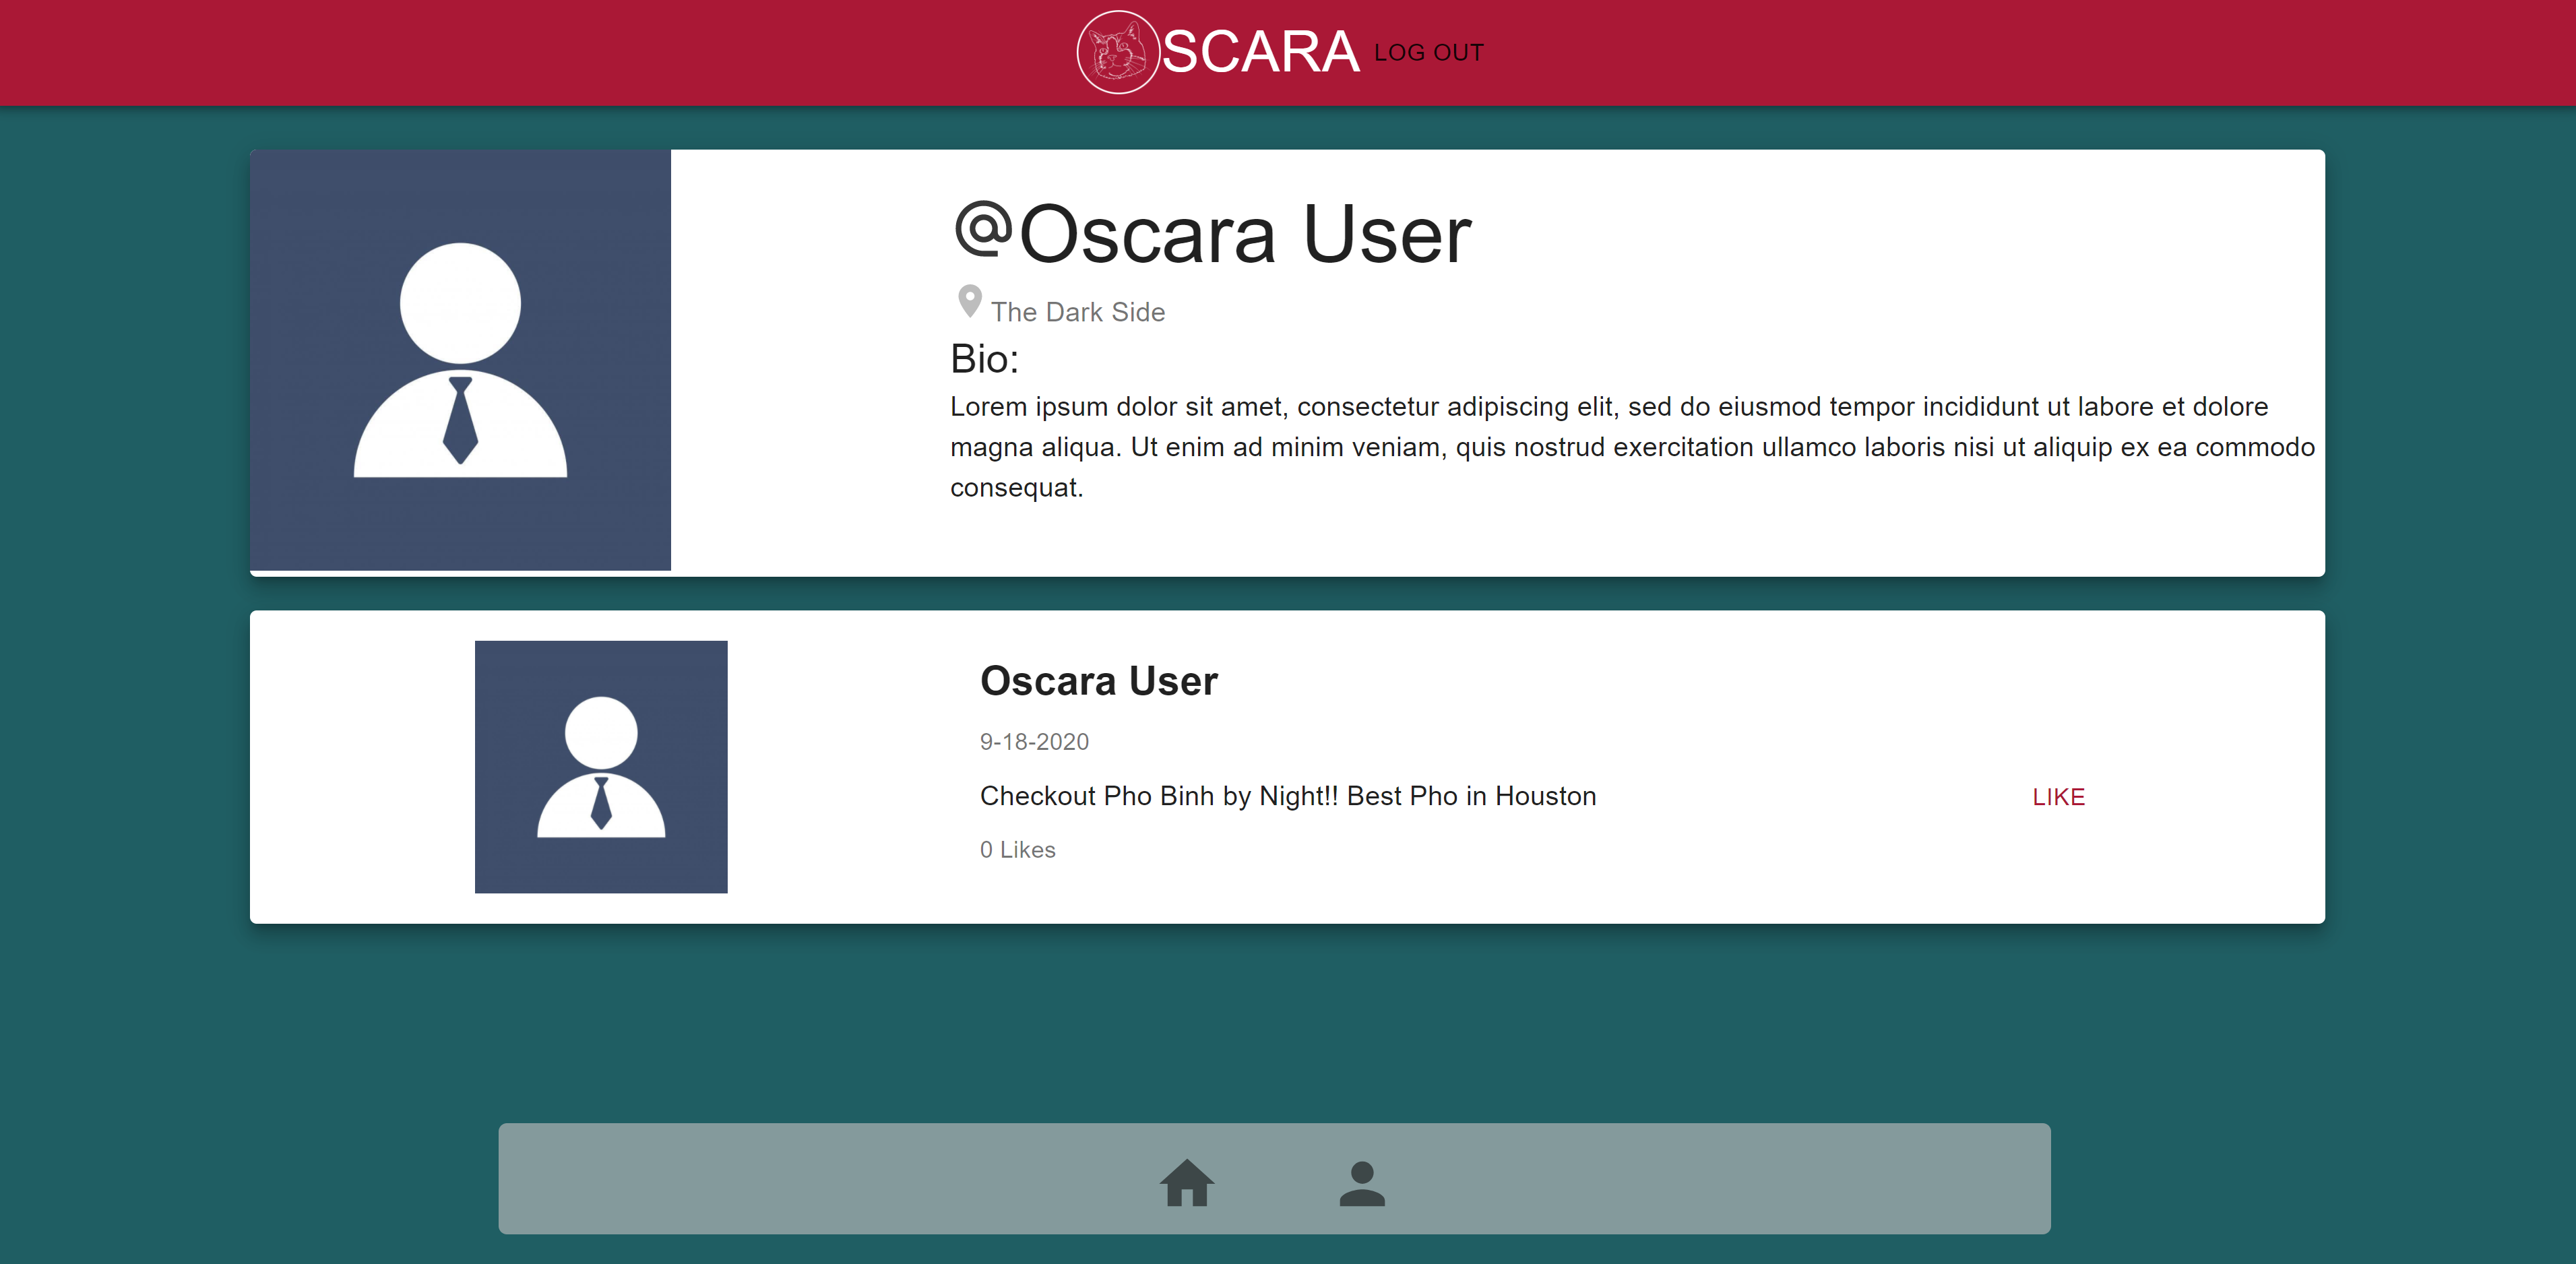 SCARA LOG OUT
@Oscara User
The Dark Side
Bio:
Lorem ipsum dolor sit amet, consectetur adipiscing elit, sed do eiusmod tempor incididunt ut labore et dolore
magna aliqua. Ut enim ad minim veniam, quis nostrud exercitation ullamco laboris nisi ut aliquip ex ea commodo
consequat.
Oscara User
9-18-2020
Checkout Pho Binh by Night!! Best Pho in Houston
LIKE
0 Likes